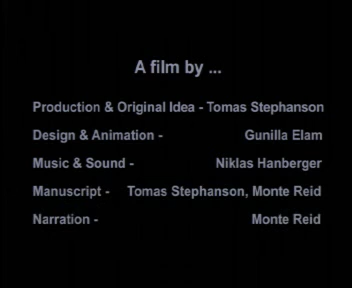 A film by ...
Production & Original Idea - Tomas Stephanson
Design & Animation - Gunilla Elam
Music & Sound - Niklas Hanberger
Manuscript - Tomas Stephanson, Monte Reid
Narration - Monte Reid